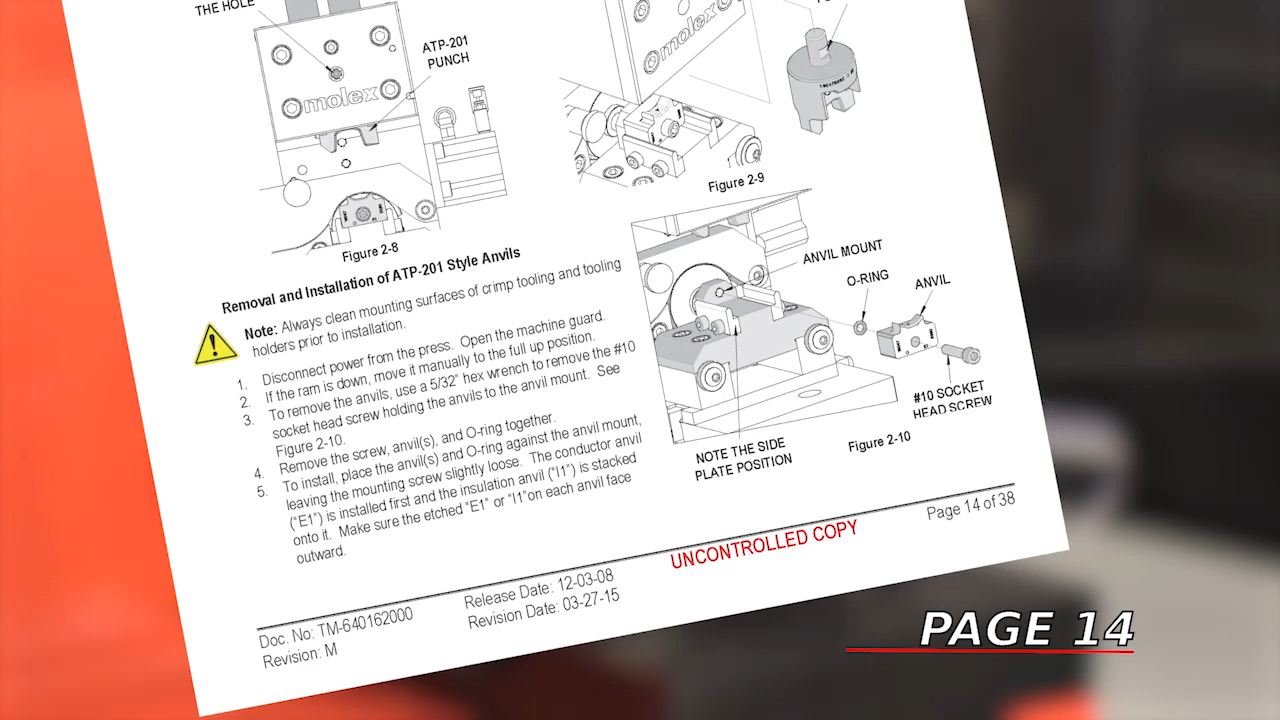 THE HOLE
ATP-201
PUNCH
molex
molex
Figure 2-8
Figure 2-9
Removal and Installation of ATP-201 Style Anvils
Note: Always clean mounting surfaces of crimp tooling and tooling
holders prior to installation.
1. Disconnect power from the press. Open the machine guard.
2. If the ram is down, move it manually to the full up position.
3. To remove the anvils, use a 5/32" hex wrench to remove the #10
socket head screw holding the anvils to the anvil mount. See
Figure 2-10.
4. Remove the screw, anvil(s), and O-ring together.
5. To install, place the anvil(s) and O-ring against the anvil mount,
leaving the mounting screw slightly loose. The conductor anvil
("E1") is installed first and the insulation anvil ("I1") is stacked
onto it. Make sure the etched "E1" or "I1"on each anvil face
outward.
ANVIL MOUNT
O-RING
ANVIL
#10 SOCKET
HEAD SCREW
NOTE THE SIDE
PLATE POSITION
Figure 2-10
UNCONTROLLED COPY
Page 14 of 38
Doc. No: TM-640162000
Release Date: 12-03-08
Revision: M
Revision Date: 03-27-15
PAGE 14